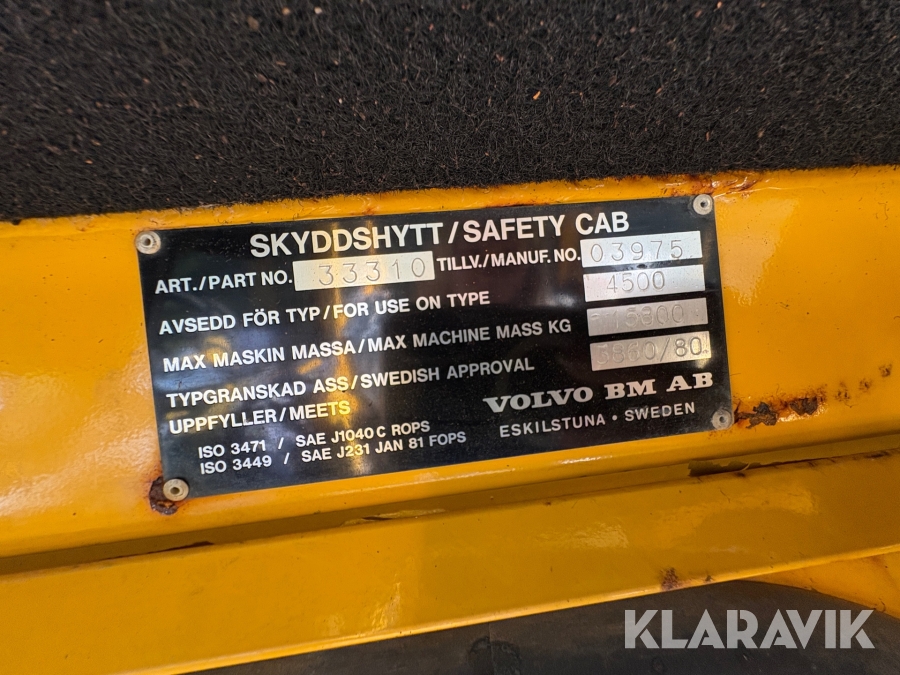 SKYDDSHYTT/SAFETY CAB
ART./PART NO. 33310 TILLV./MANUF. NO. 03975
AVSEDD FÖR TYP/FOR USE ON TYPE 4500
MAX MASKIN MASSA/MAX MACHINE MASS KG
TYPGRANSKAD ASS/SWEDISH APPROVAL 5860/80
UPPFYLLER/MEETS
ISO 3471 / SAE J1040 C ROPS
ISO 3449 / SAE J231 JAN 81 FOPS
VOLVO BM AB
ESKILSTUNA · SWEDEN
KLARAVIK